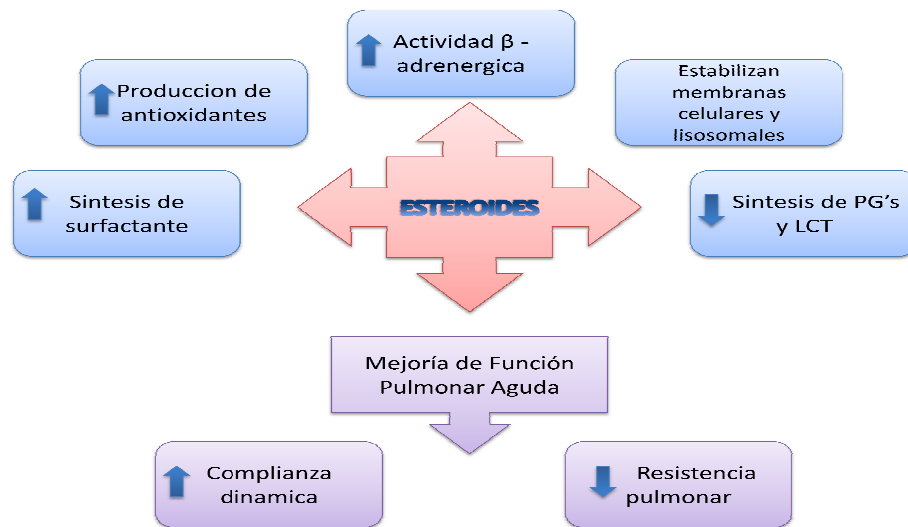 Actividad β -
adrenergica
Produccion de
antioxidantes
Estabilizan
membranas
celulares y
lisosomales
Sintesis de
surfactante
ESTEROIDES
Sintesis de PG's
y LCT
Mejoría de Función
Pulmonar Aguda
Complianza
dinamica
Resistencia
pulmonar